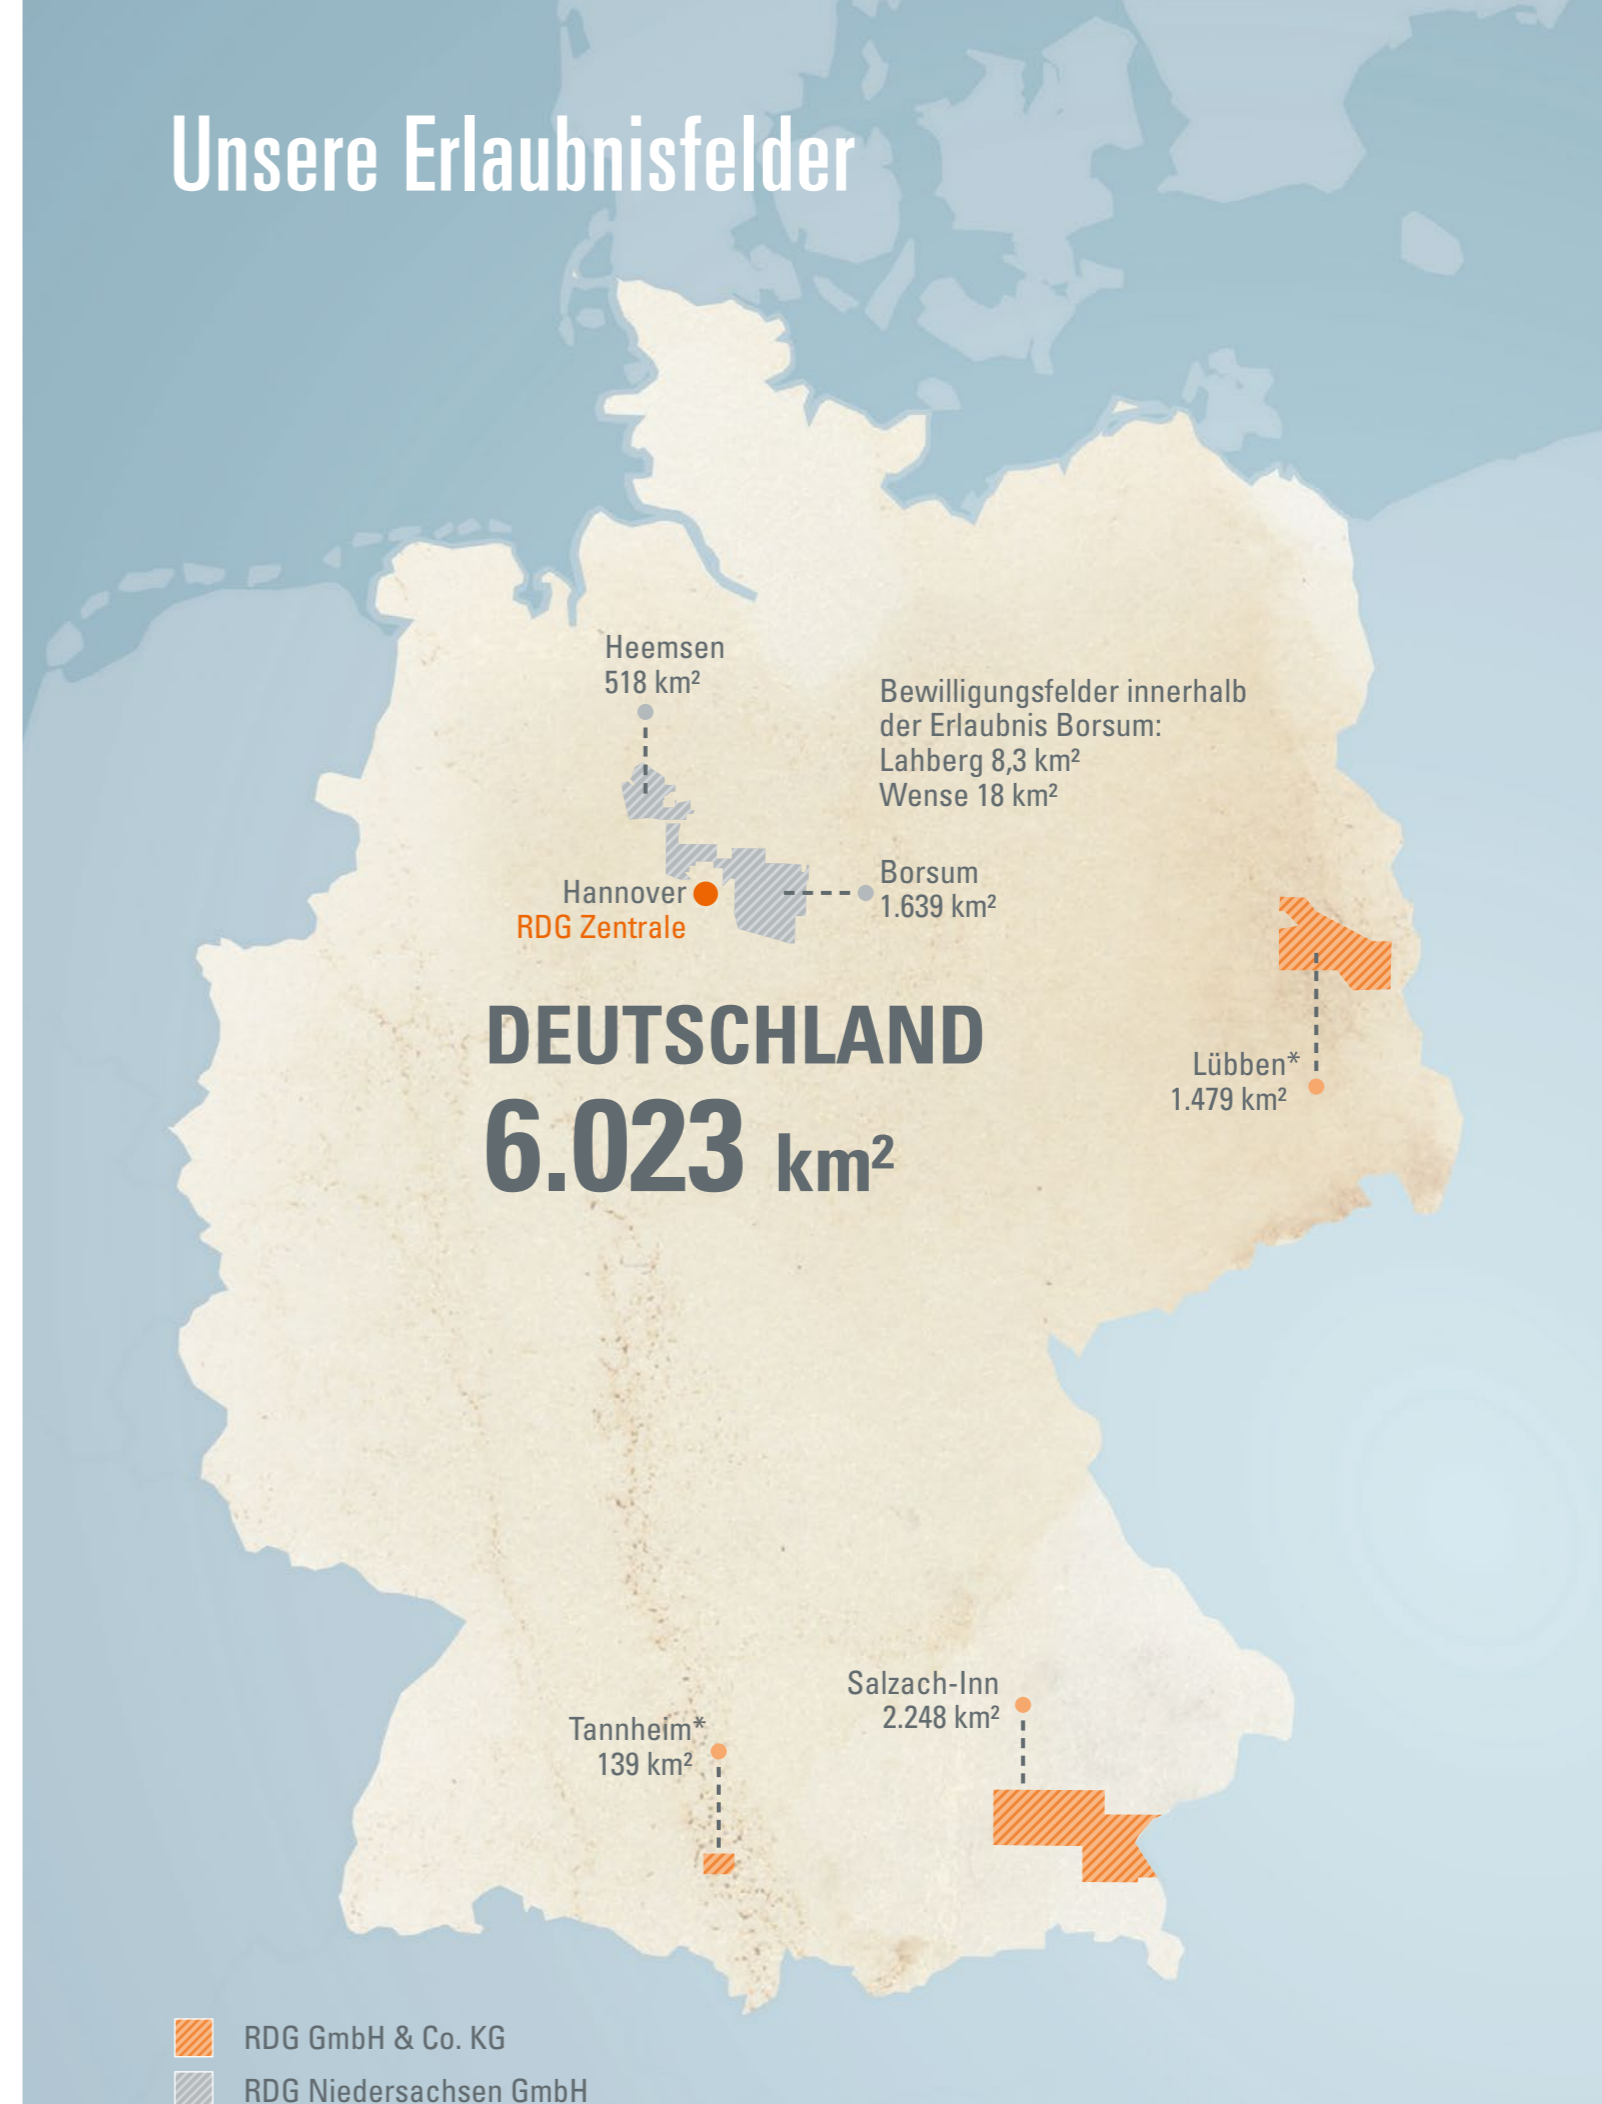 Unsere Erlaubnisfelder
Heemsen
518 km²
Bewilligungsfelder innerhalb
der Erlaubnis Borsum:
Lahberg 8,3 km²
Wense 18 km²
Borsum
1.639 km²
Hannover
RDG Zentrale
DEUTSCHLAND
6.023 km²
Lübben*
1.479 km²
Salzach-Inn
2.248 km²
Tannheim*
139 km²
RDG GmbH & Co. KG
RDG Niedersachsen GmbH